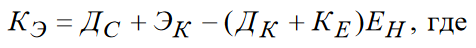 К_Э = Д_С + Э_К – (Д_К + К_Е)Е_Н, где